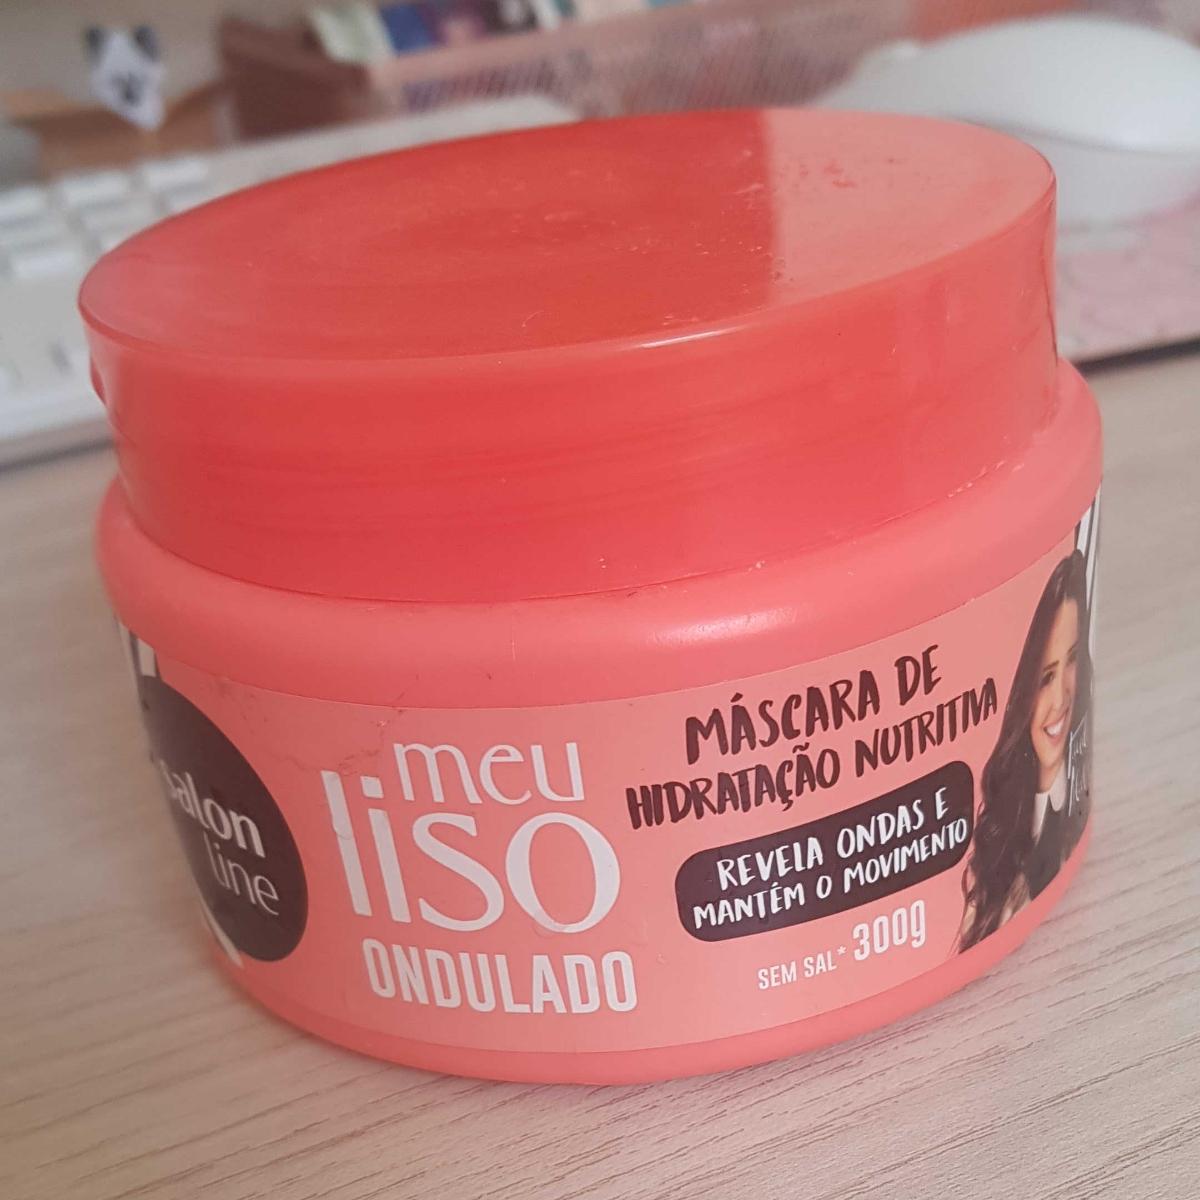 salon
line
meu
liso
ONDULADO
MÁSCARA DE
HIDRATAÇÃO NUTRITIVA
REVELA ONDAS E
MANTÉM O MOVIMENTO
SEM SAL* 300g